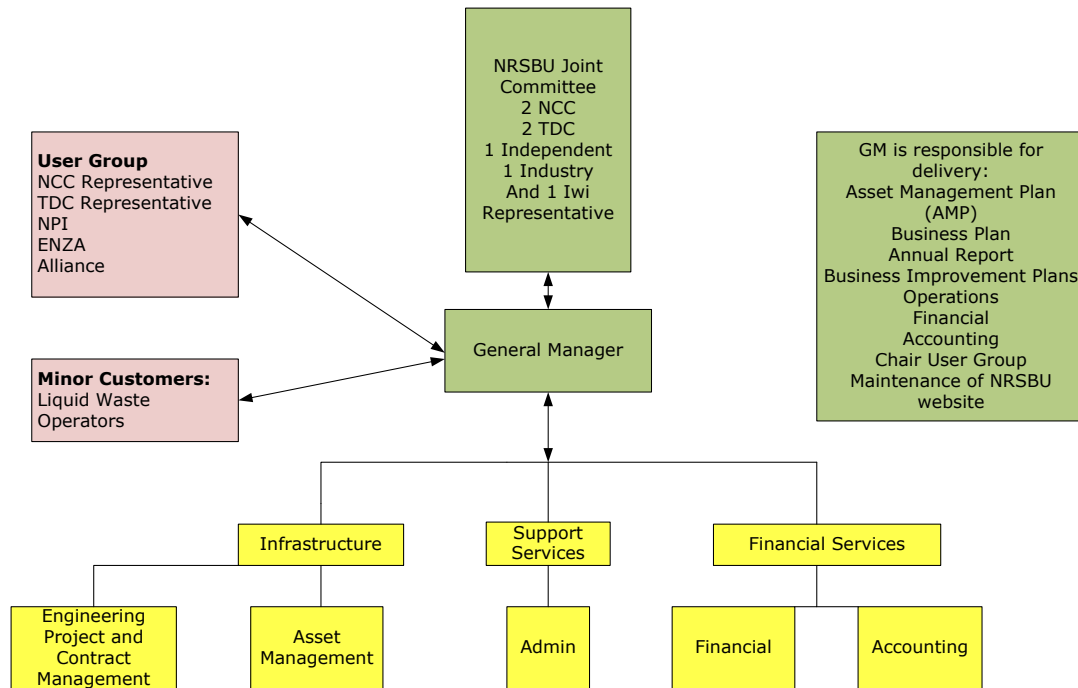 NRSBU Joint
Committee
2 NCC
2 TDC
1 Independent
1 Industry
And 1 Iwi
Representative
User Group
NCC Representative
TDC Representative
NPI
ENZA
Alliance
GM is responsible for
delivery:
Asset Management Plan
(AMP)
Business Plan
Annual Report
Business Improvement Plans
Operations
Financial
Accounting
Chair User Group
Maintenance of NRSBU
website
General Manager
Minor Customers:
Liquid Waste
Operators
Infrastructure
Support
Services
Financial Services
Engineering
Project and
Contract
Management
Asset
Management
Admin
Financial
Accounting